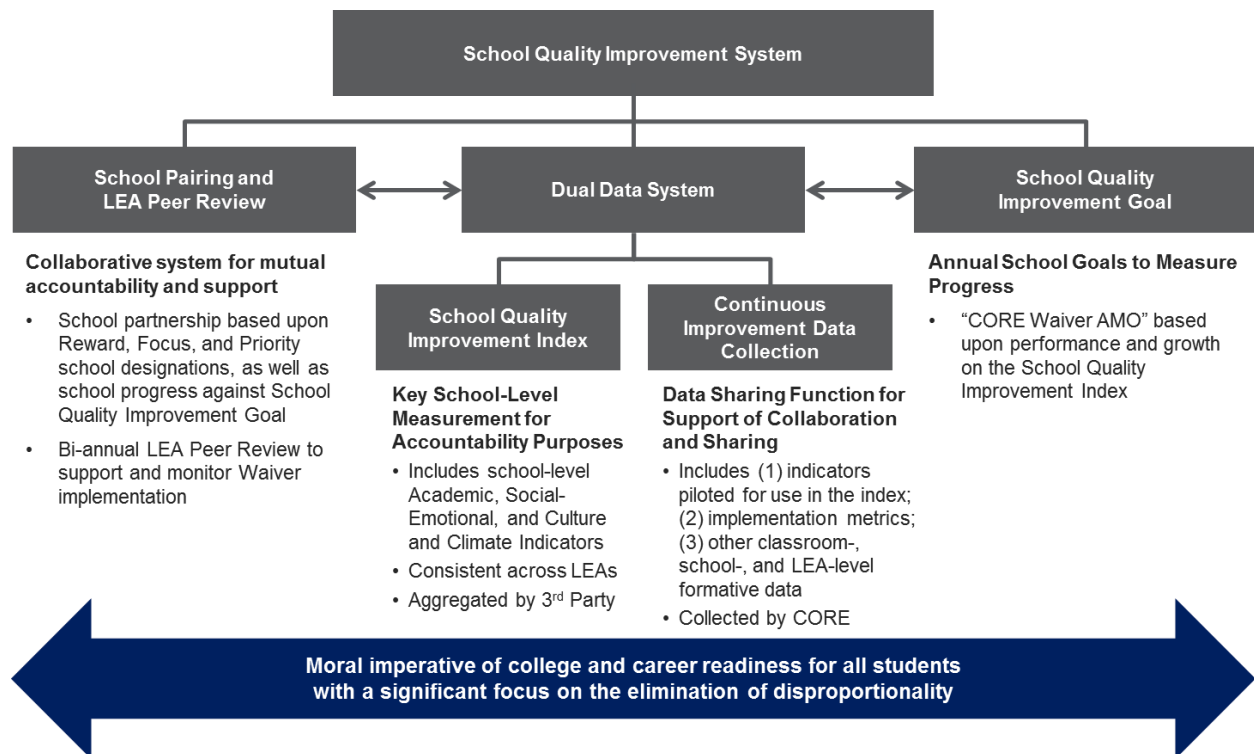 School Quality Improvement System
School Pairing and
LEA Peer Review
Dual Data System
School Quality
Improvement Goal
Collaborative system for mutual
accountability and support
• School partnership based upon
Reward, Focus, and Priority
school designations, as well as
school progress against School
Quality Improvement Goal
• Bi-annual LEA Peer Review to
support and monitor Waiver
implementation
School Quality
Improvement Index
Key School-Level
Measurement for
Accountability Purposes
• Includes school-level
Academic, Social-
Emotional, and Culture
and Climate Indicators
• Consistent across LEAs
• Aggregated by 3rd Party
Continuous
Improvement Data
Collection
Data Sharing Function for
Support of Collaboration
and Sharing
• Includes (1) indicators
piloted for use in the index;
(2) implementation metrics;
(3) other classroom-,
school-, and LEA-level
formative data
• Collected by CORE
Annual School Goals to Measure
Progress
• “CORE Waiver AMO” based
upon performance and growth
on the School Quality
Improvement Index
Moral imperative of college and career readiness for all students
with a significant focus on the elimination of disproportionality